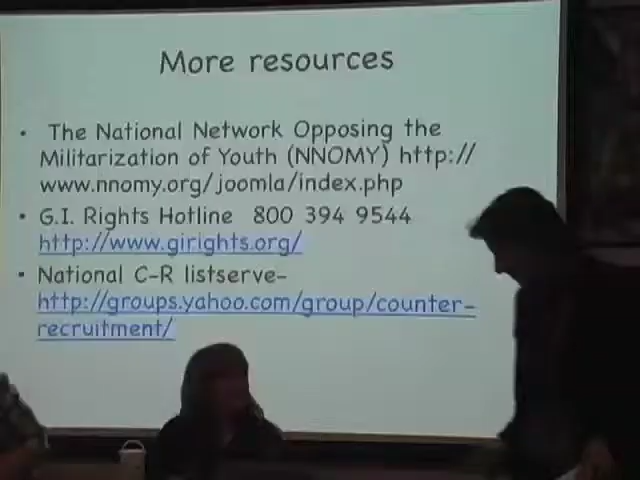 More resources
• The National Network Opposing the
Militarization of Youth (NNOMY) http://
www.nnomy.org/joomla/index.php
• G.I. Rights Hotline 800 394 9544
http://www.girights.org/
• National C-R listserve-
http://groups.yahoo.com/group/counter-
recruitment/